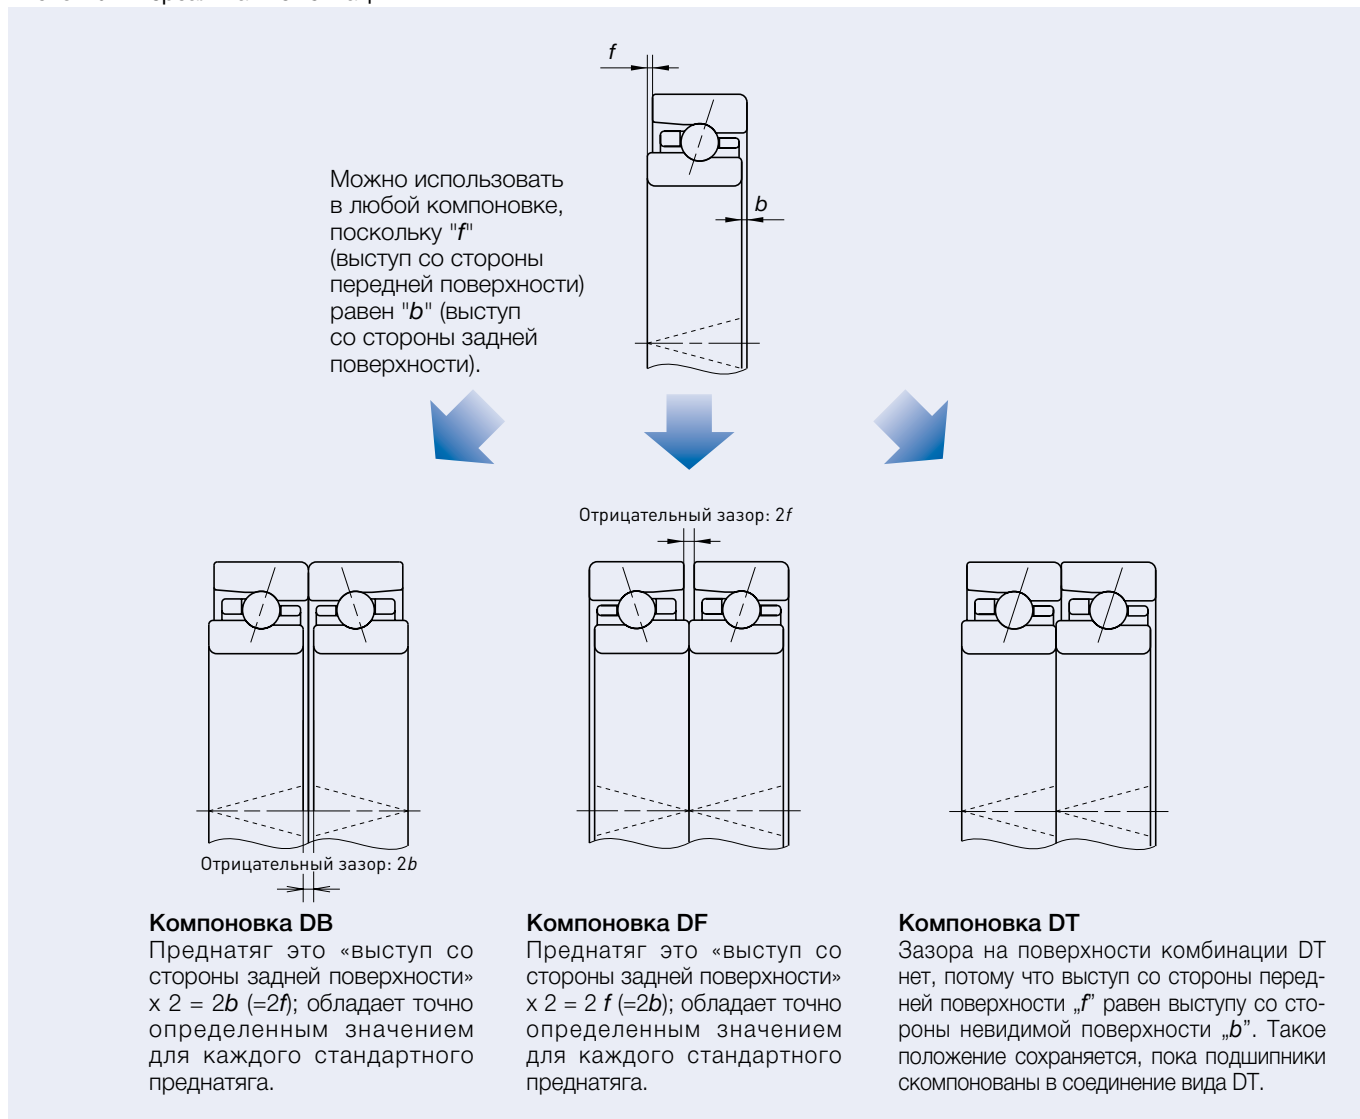 f
Можно использовать
в любой компоновке,
поскольку "f"
(выступ со стороны
передней поверхности)
равен "b" (выступ
со стороны задней
поверхности).
b
Отрицательный зазор: 2f
Отрицательный зазор: 2b
Компоновка DB
Преднатяг это «выступ со
стороны задней поверхности»
x 2 = 2b (=2f); обладает точно
определенным значением
для каждого стандартного
преднатяга.
Компоновка DF
Преднатяг это «выступ со
стороны задней поверхности»
x 2 = 2 f (=2b); обладает точно
определенным значением
для каждого стандартного
преднатяга.
Компоновка DT
Зазора на поверхности комбинации DT
нет, потому что выступ со стороны перед-
ней поверхности „f” равен выступу со сто-
роны невидимой поверхности „b”. Такое
положение сохраняется, пока подшипники
скомпонованы в соединение вида DT.